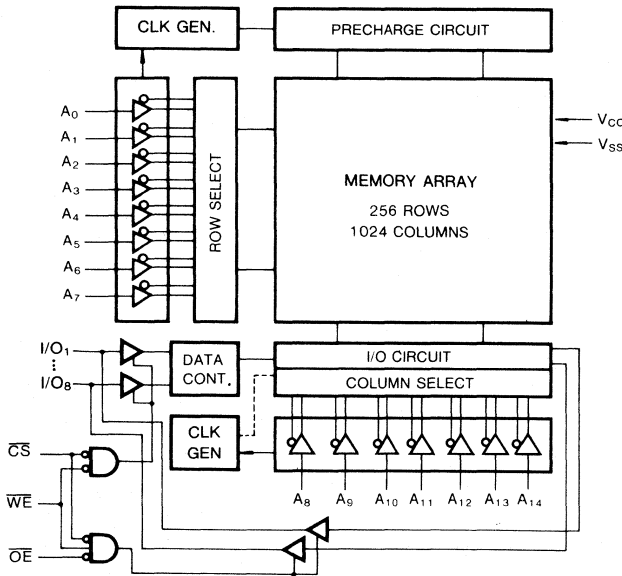 CLK GEN.
PRECHARGE CIRCUIT
A0
A1
A2
A3
A4
A5
A6
A7
ROW SELECT
MEMORY ARRAY
256 ROWS
1024 COLUMNS
VCC
VSS
I/O1
I/O8
DATA
CONT.
I/O CIRCUIT
COLUMN SELECT
CLK
GEN
CS
WE
OE
A8 A9 A10 A11 A12 A13 A14